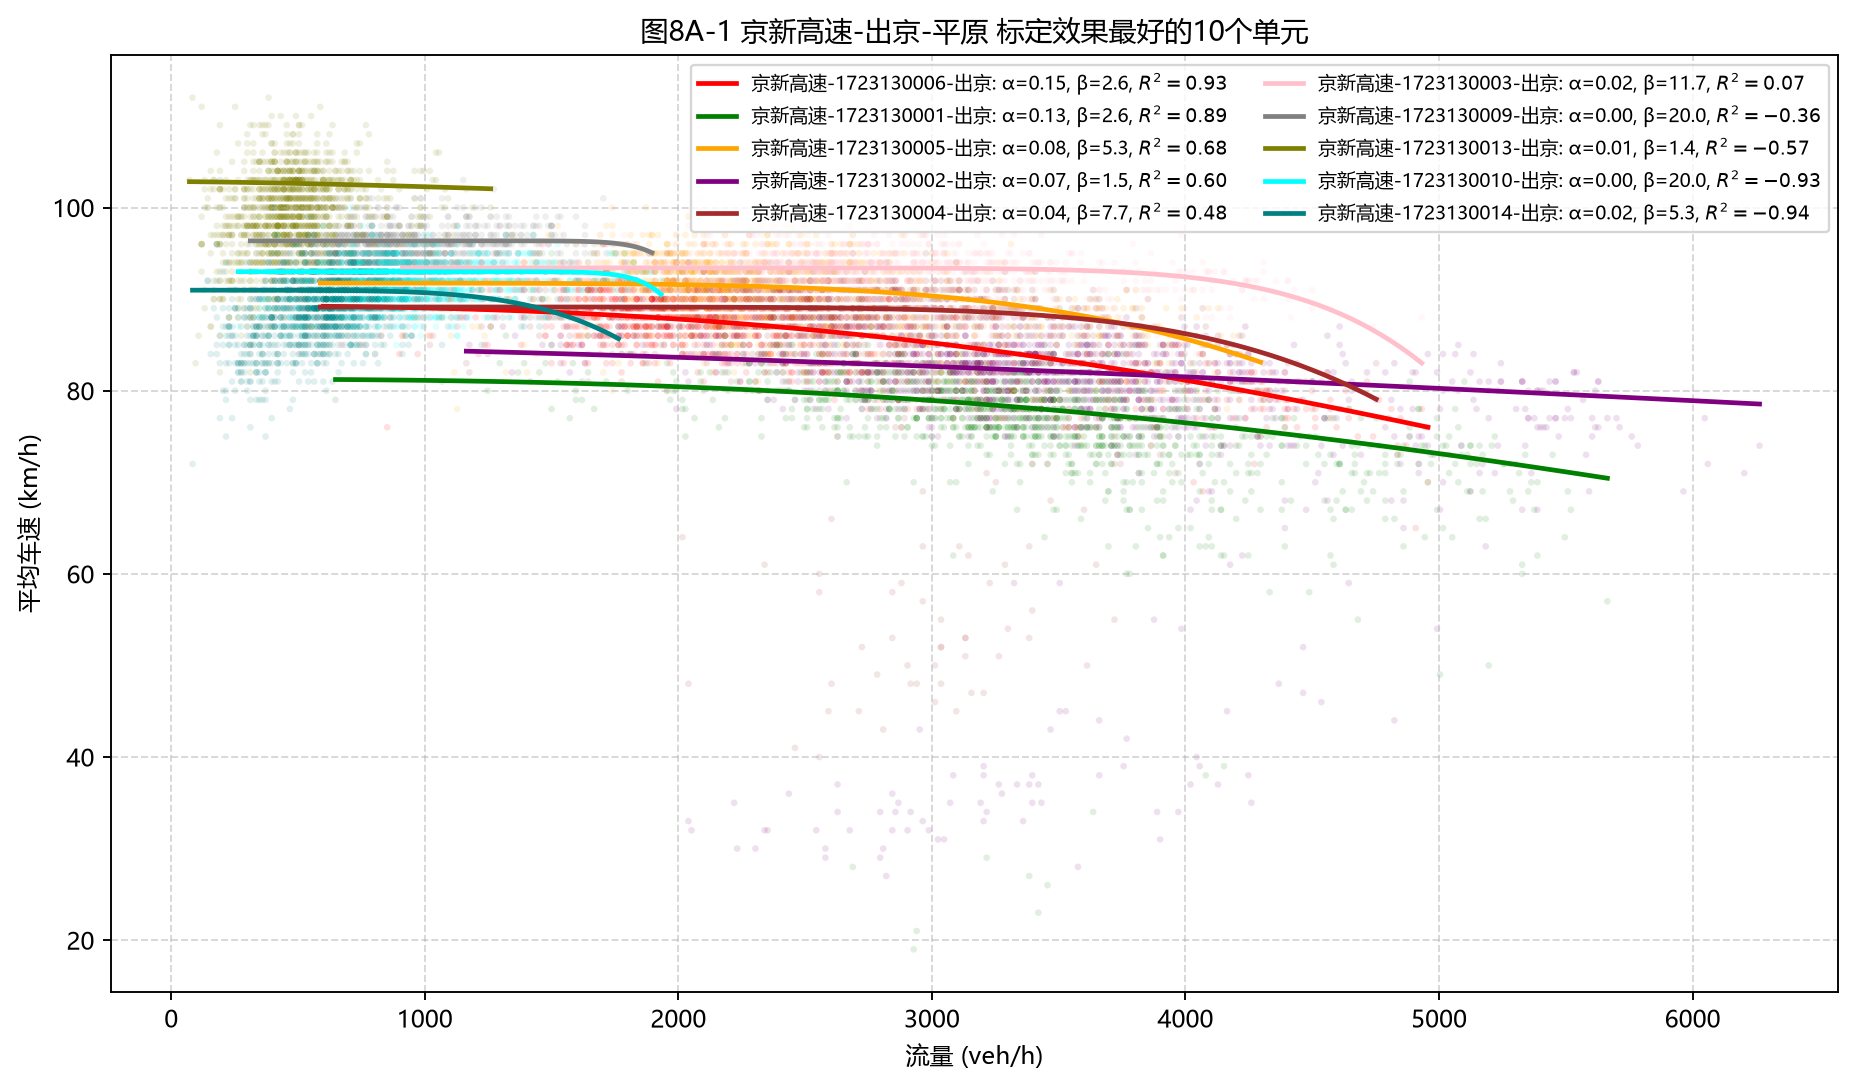 图8A-1 京新高速-出京-平原 标定效果最好的10个单元
京新高速-1723130006-出京: α=0.15, β=2.6, R² = 0.93
京新高速-1723130001-出京: α=0.13, β=2.6, R² = 0.89
京新高速-1723130005-出京: α=0.08, β=5.3, R² = 0.68
京新高速-1723130002-出京: α=0.07, β=1.5, R² = 0.60
京新高速-1723130004-出京: α=0.04, β=7.7, R² = 0.48
京新高速-1723130003-出京: α=0.02, β=11.7, R² = 0.07
京新高速-1723130009-出京: α=0.00, β=20.0, R² = −0.36
京新高速-1723130013-出京: α=0.01, β=1.4, R² = −0.57
京新高速-1723130010-出京: α=0.00, β=20.0, R² = −0.93
京新高速-1723130014-出京: α=0.02, β=5.3, R² = −0.94
平均车速 (km/h)
100
80
60
40
20
0 1000 2000 3000 4000 5000 6000
流量 (veh/h)